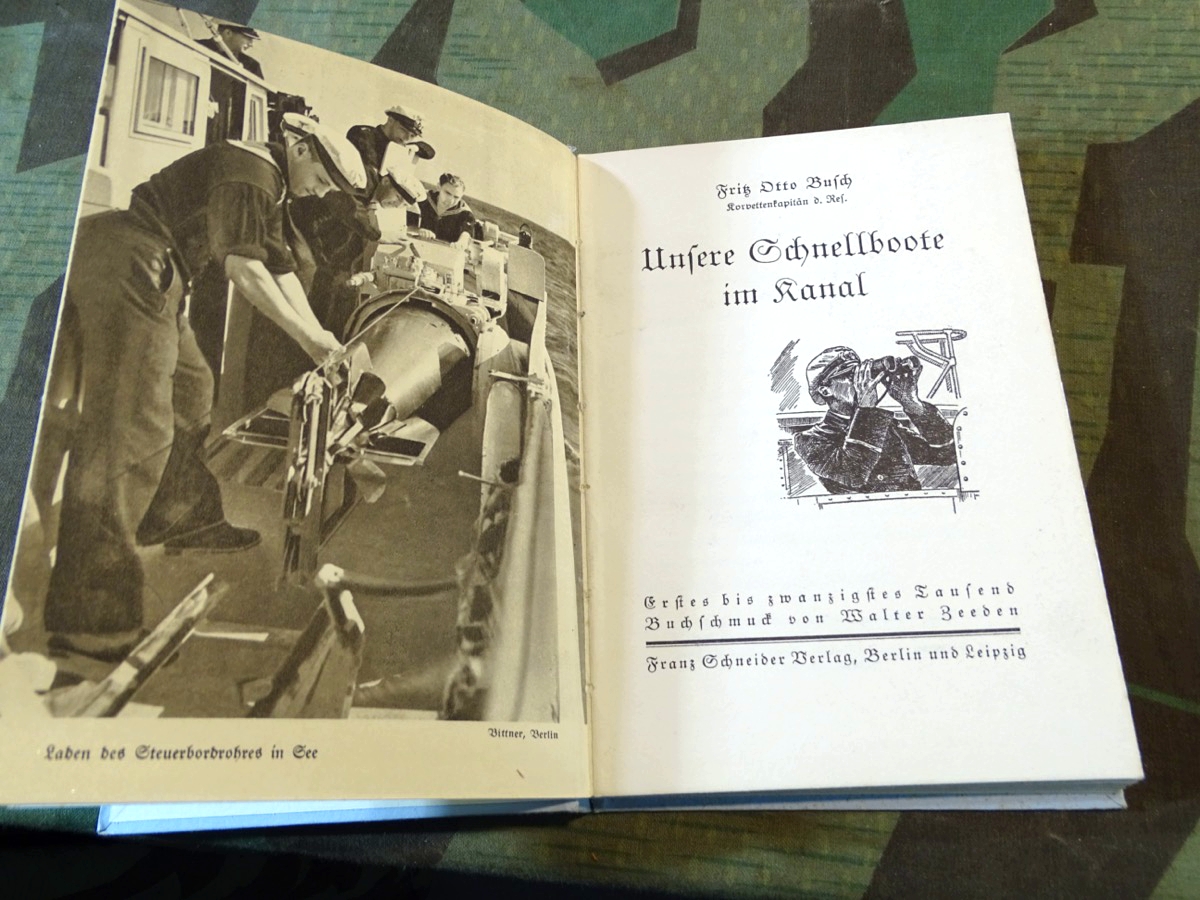 Laden des Steuerbordrohres in See
Bittner, Berlin
Fritz Otto Busch
Korvettenkapitän d. Res.
Unsere Schnellboote
im Kanal
Erstes bis zwanzigstes Tausend
Buchschmuck von Walter Zeeden
Franz Schneider Verlag, Berlin und Leipzig